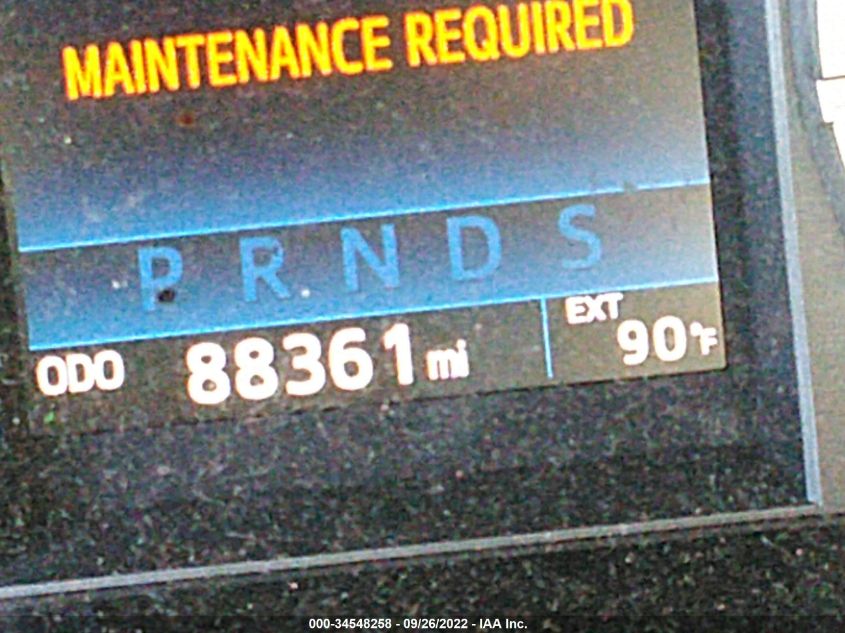 MAINTENANCE REQUIRED
P R N D S
ODO 88361 mi EXT 90°F
000-34548258 - 09/26/2022 - IAA Inc.